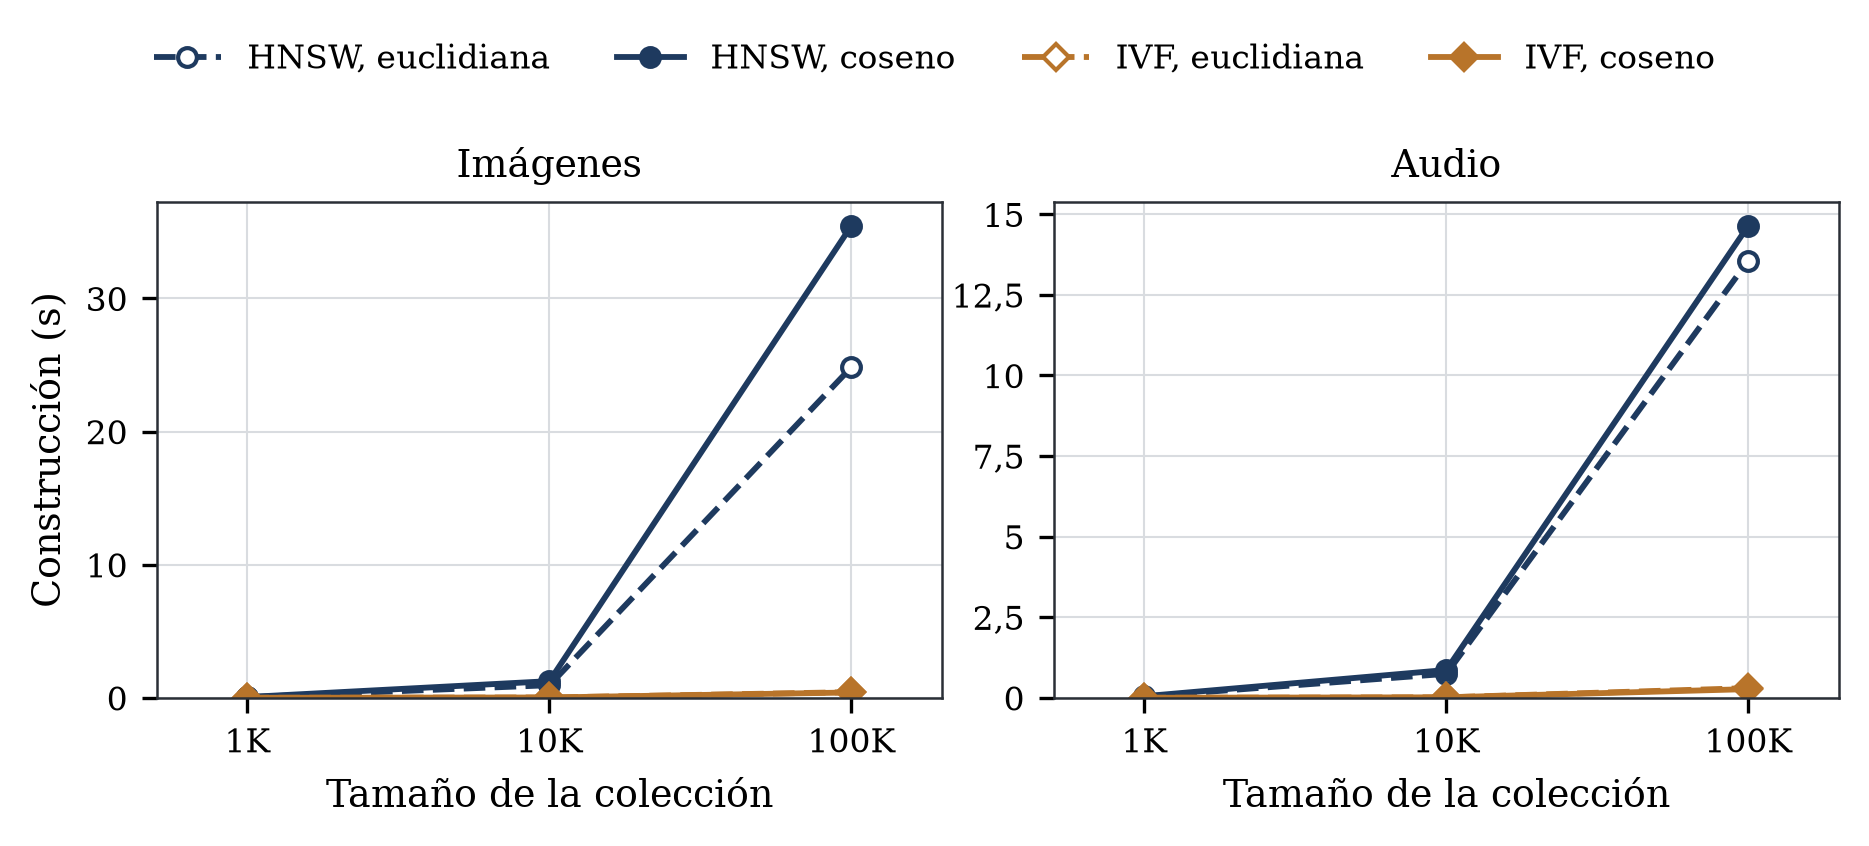 HNSW, euclidiana HNSW, coseno IVF, euclidiana IVF, coseno
Imágenes
Construcción (s)
30
20
10
0
1K 10K 100K
Tamaño de la colección
Audio
15
12,5
10
7,5
5
2,5
0
1K 10K 100K
Tamaño de la colección